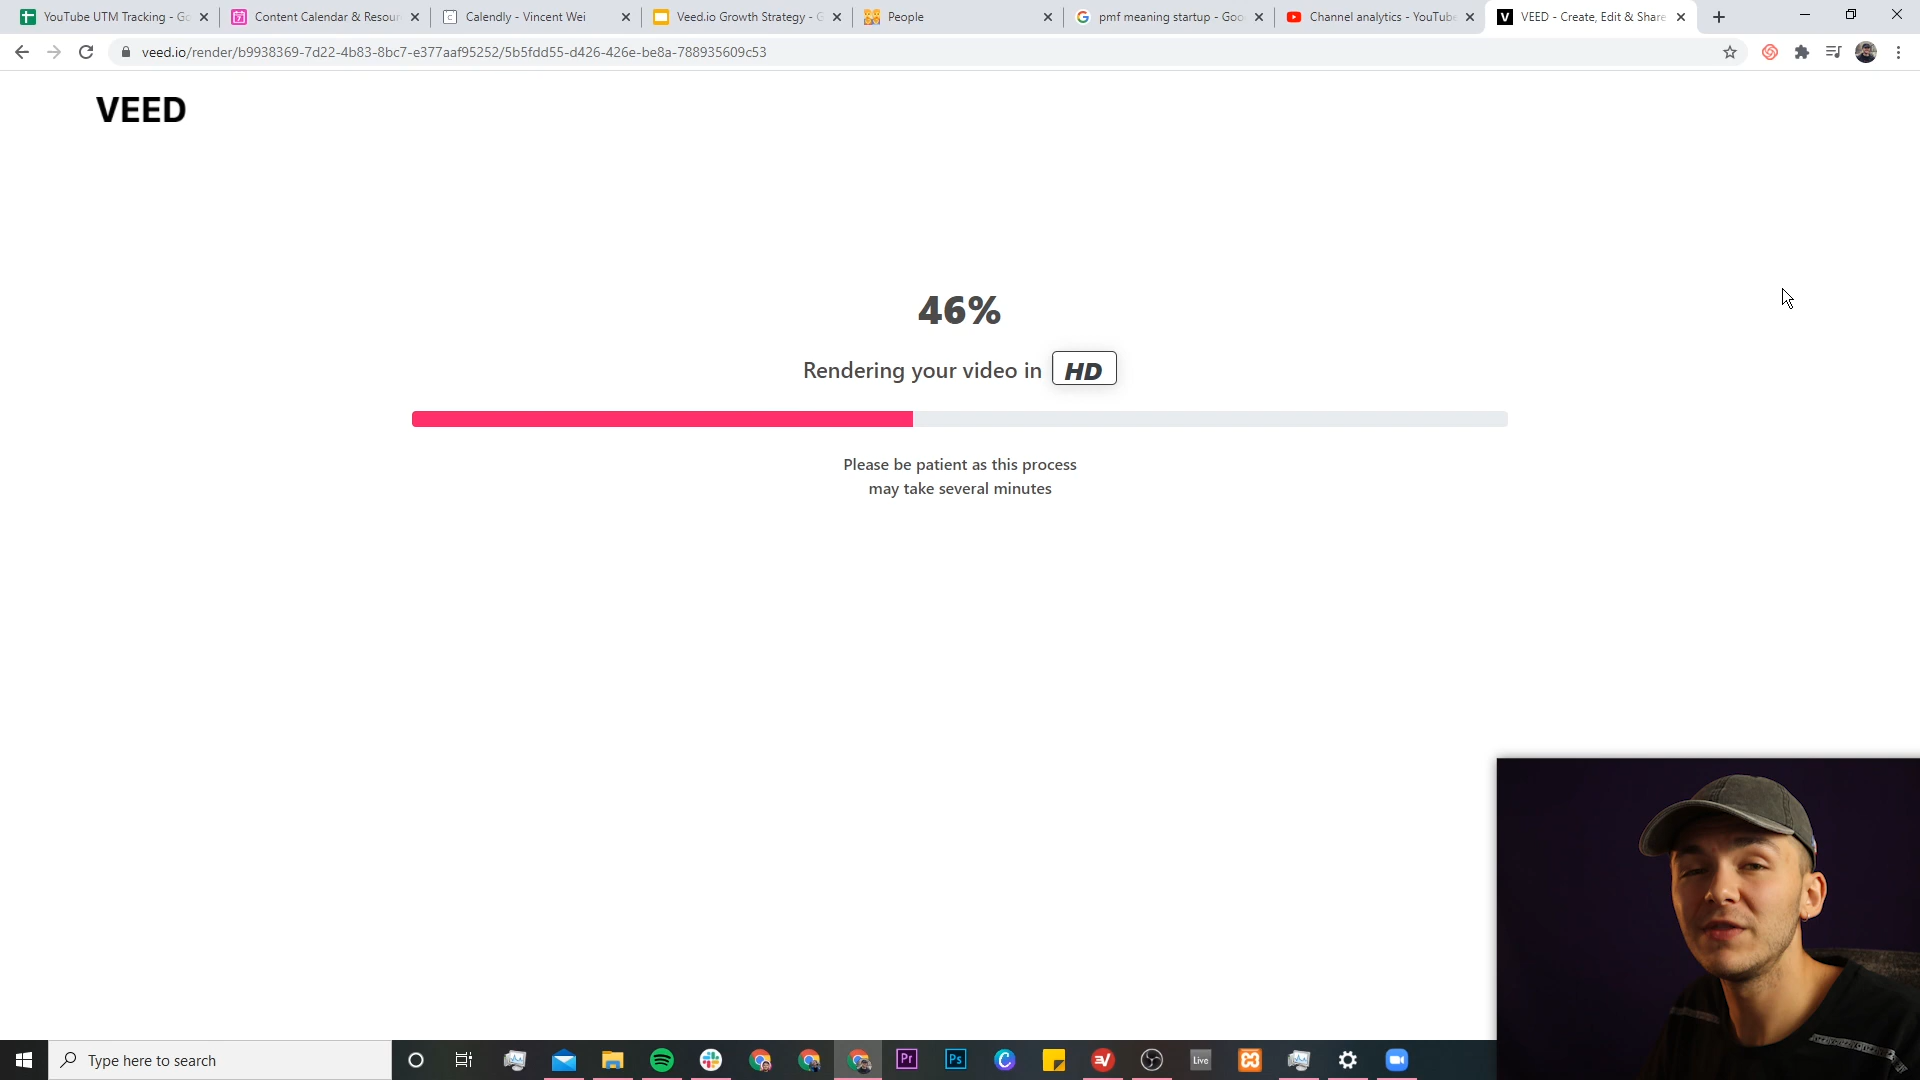 YouTube UTM Tracking - Go
Content Calendar & Resour
Calendly - Vincent Wei
Veed.io Growth Strategy - G
People
pmf meaning startup - Goo
Channel analytics - YouTube
VEED - Create, Edit & Share
veed.io/render/b9938369-7d22-4b83-8bc7-e377aaf95252/5b5fdd55-d426-426e-be8a-788935609c53
VEED
46%
Rendering your video in HD
Please be patient as this process
may take several minutes
Type here to search
Pr
Ps
Live